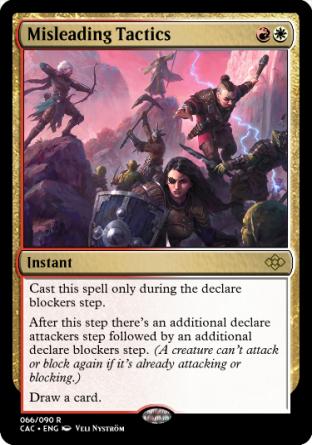 Misleading Tactics
Instant
Cast this spell only during the declare
blockers step.
After this step there's an additional declare
attackers step followed by an additional
declare blockers step. (A creature can't attack
or block again if it's already attacking or
blocking.)
Draw a card.
066/090 R
CAC • ENG Veli Nyström